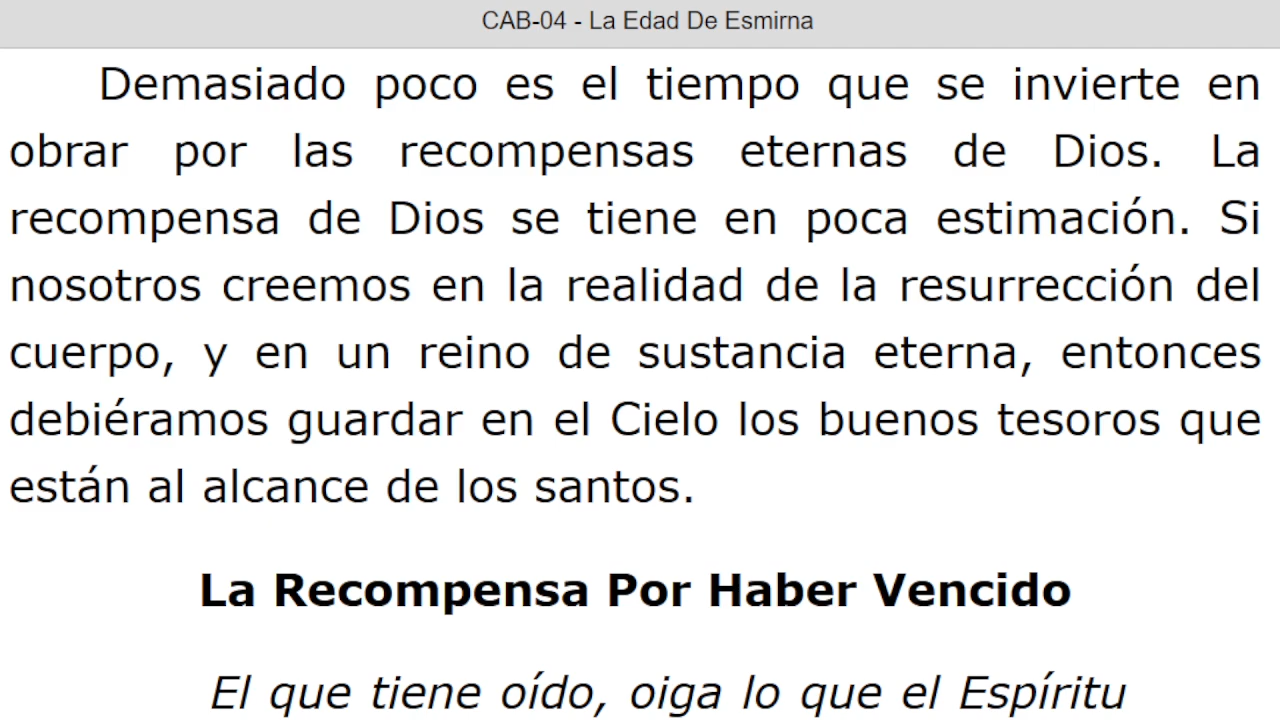 CAB-04 - La Edad De Esmirna
Demasiado poco es el tiempo que se invierte en
obrar por las recompensas eternas de Dios. La
recompensa de Dios se tiene en poca estimación. Si
nosotros creemos en la realidad de la resurrección del
cuerpo, y en un reino de sustancia eterna, entonces
debiéramos guardar en el Cielo los buenos tesoros que
están al alcance de los santos.
La Recompensa Por Haber Vencido
El que tiene oído, oiga lo que el Espíritu